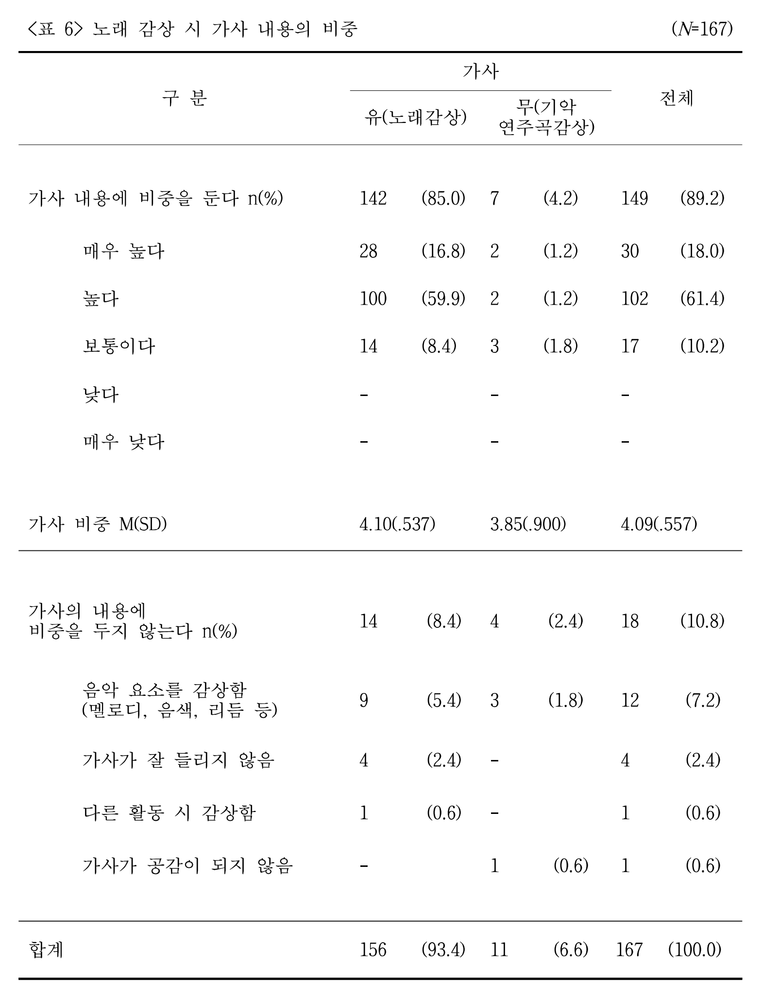 <표 6> 노래 감상 시 가사 내용의 비중 (N=167)
구 분 가사 전체
유(노래감상) 무(기악
연주곡감상)
가사 내용에 비중을 둔다 n(%) 142 (85.0) 7 (4.2) 149 (89.2)
매우 높다 28 (16.8) 2 (1.2) 30 (18.0)
높다 100 (59.9) 2 (1.2) 102 (61.4)
보통이다 14 (8.4) 3 (1.8) 17 (10.2)
낮다 - - -
매우 낮다 - - -
가사 비중 M(SD) 4.10(.537) 3.85(.900) 4.09(.557)
가사의 내용에
비중을 두지 않는다 n(%) 14 (8.4) 4 (2.4) 18 (10.8)
음악 요소를 감상함
(멜로디, 음색, 리듬 등) 9 (5.4) 3 (1.8) 12 (7.2)
가사가 잘 들리지 않음 4 (2.4) - 4 (2.4)
다른 활동 시 감상함 1 (0.6) - 1 (0.6)
가사가 공감이 되지 않음 - 1 (0.6) 1 (0.6)
합계 156 (93.4) 11 (6.6) 167 (100.0)